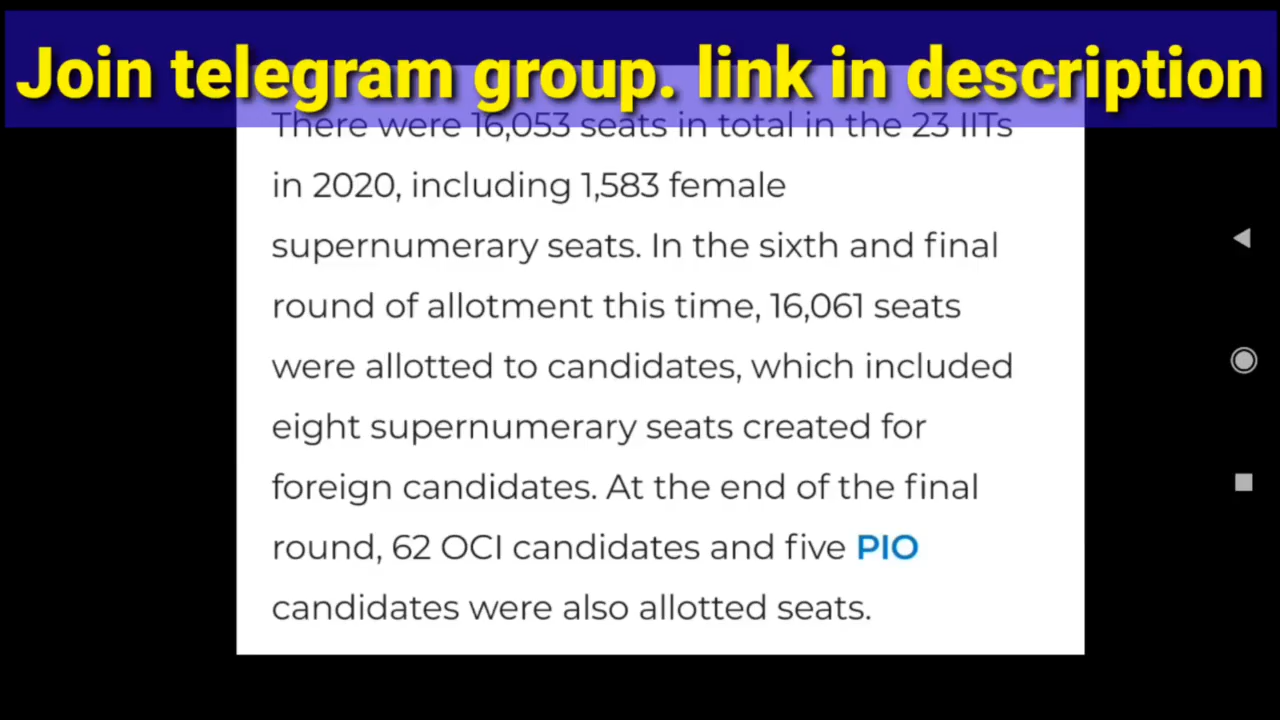 Join telegram group. link in description
There were 16,053 seats in total in the 23 IITs
in 2020, including 1,583 female
supernumerary seats. In the sixth and final
round of allotment this time, 16,061 seats
were allotted to candidates, which included
eight supernumerary seats created for
foreign candidates. At the end of the final
round, 62 OCI candidates and five PIO
candidates were also allotted seats.